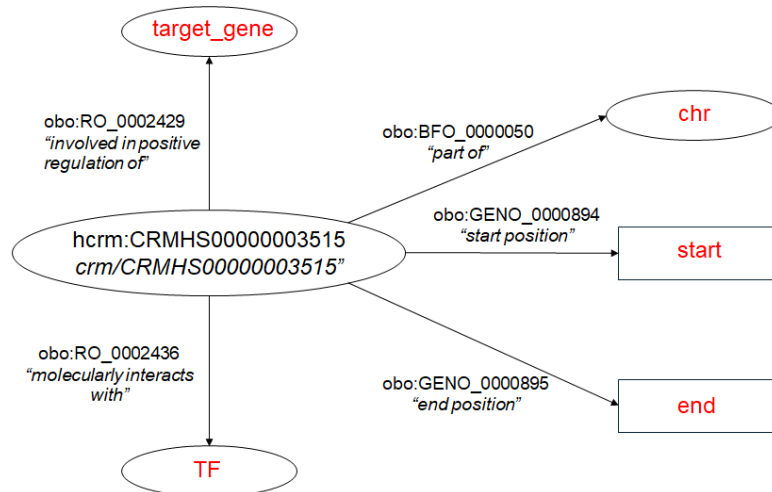 target_gene
obo:RO_0002429
“involved in positive
regulation of”
obo:BFO_0000050
“part of”
chr
hcrm:CRMHS00000003515
crm/CRMHS00000003515”
obo:GENO_0000894
“start position”
start
obo:RO_0002436
“molecularly interacts
with”
obo:GENO_0000895
“end position”
end
TF